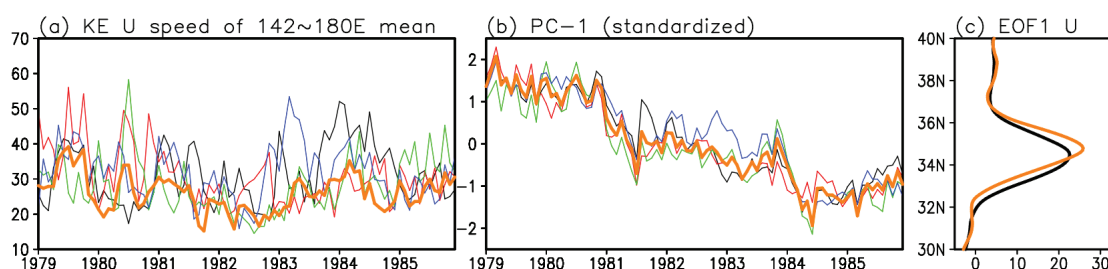 (a) KE U speed of 142~180E mean
70
60
50
40
30
20
10
1979 1980 1981 1982 1983 1984 1985
(b) PC-1 (standardized)
2
1
0
-1
-2
1979 1980 1981 1982 1983 1984 1985
(c) EOF1 U
40N
38N
36N
34N
32N
30N
0 10 20 30